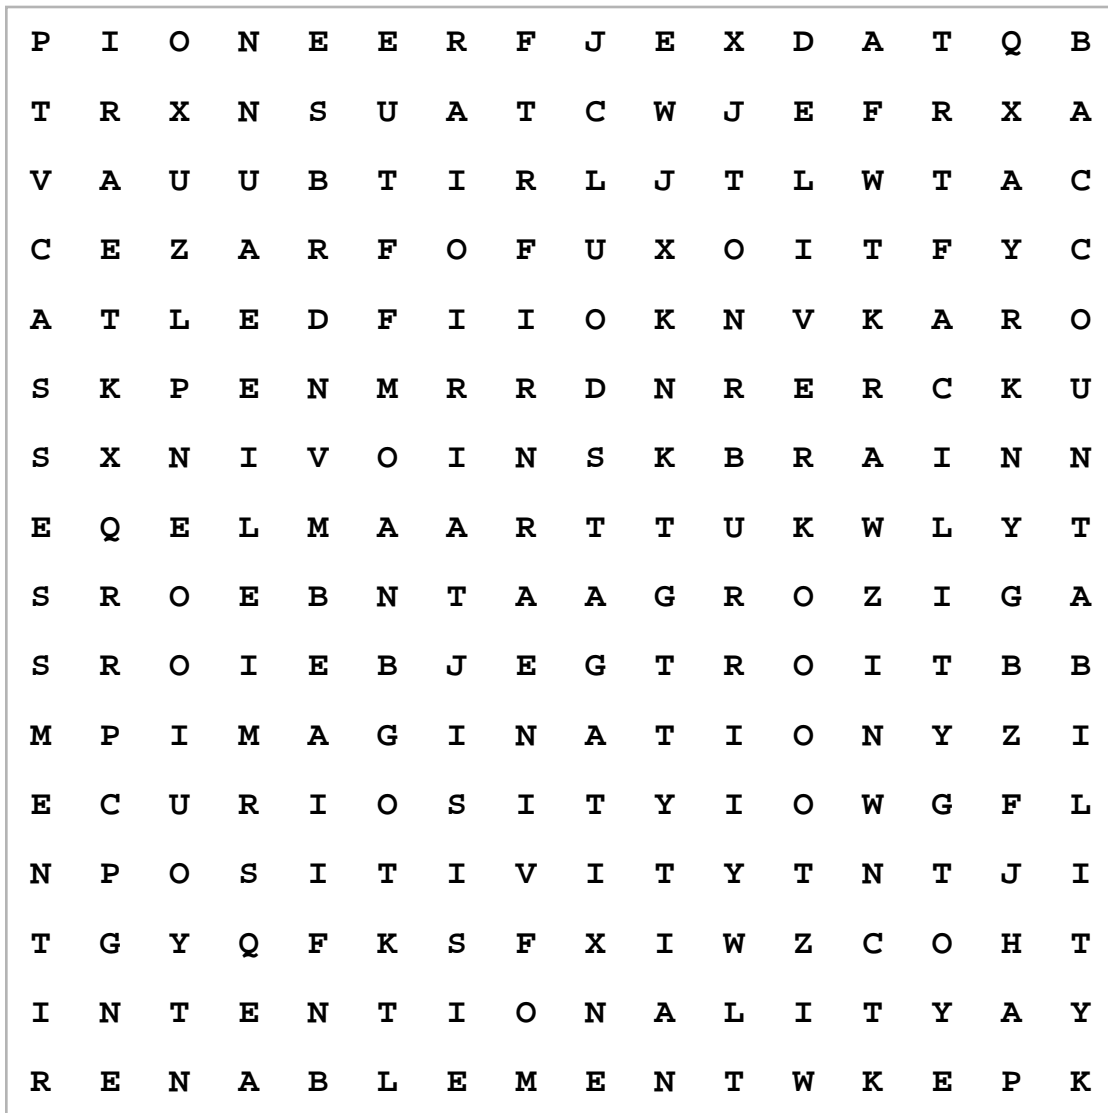 P I O N E E R F J E X D A T Q B
T R X N S U A T C W J E F R X A
V A U U B T I R L J T L W T A C
C E Z A R F O F U X O I T F Y C
A T L E D F I I O K N V K A R O
S K P E N M R R D N R E R C K U
S X N I V O I N S K B R A I N N
E Q E L M A A R T T U K W L Y T
S R O E B N T A A G R O Z I G A
S R O I E B J E G T R O I T B B
M P I M A G I N A T I O N Y Z I
E C U R I O S I T Y I O W G F L
N P O S I T I V I T Y T N T J I
T G Y Q F K S F X I W Z C O H T
I N T E N T I O N A L I T Y A Y
R E N A B L E M E N T W K E P K